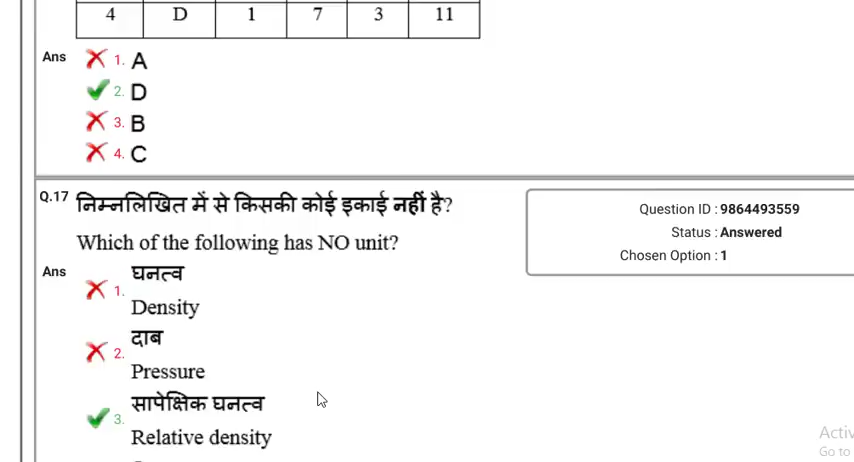 4 D 1 7 3 11
Ans 1. A
2. D
3. B
4. C
Q.17 निम्नलिखित में से किसकी कोई इकाई नहीं है?
Which of the following has NO unit?
Question ID : 9864493559
Status : Answered
Chosen Option : 1
Ans घनत्व
1.
Density
दाब
2.
Pressure
सापेक्षिक घनत्व
3.
Relative density
Activ
Go to